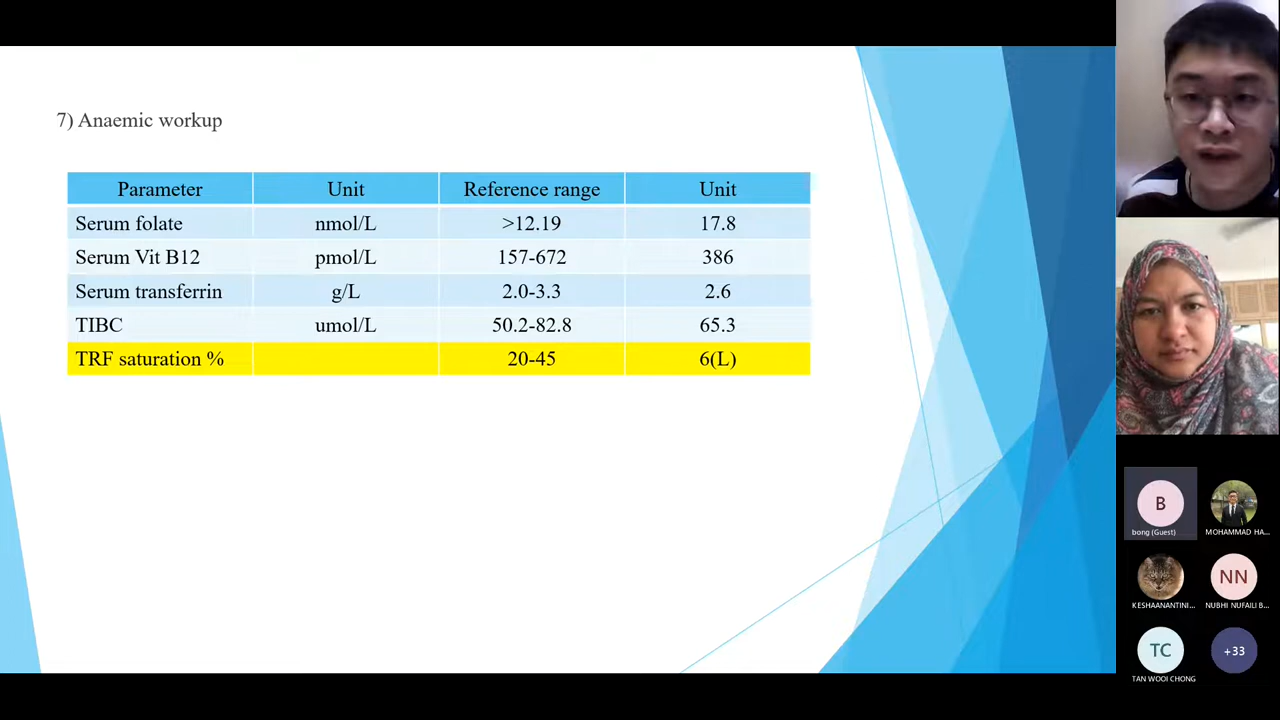 7) Anaemic workup
Parameter Unit Reference range Unit
Serum folate nmol/L >12.19 17.8
Serum Vit B12 pmol/L 157-672 386
Serum transferrin g/L 2.0-3.3 2.6
TIBC umol/L 50.2-82.8 65.3
TRF saturation % 20-45 6(L)
B
bong (Guest) MOHAMMAD HA...
NN
KESHAANANTINI... NUBHI NUFAILI B...
TC +33
TAN WOOI CHONG